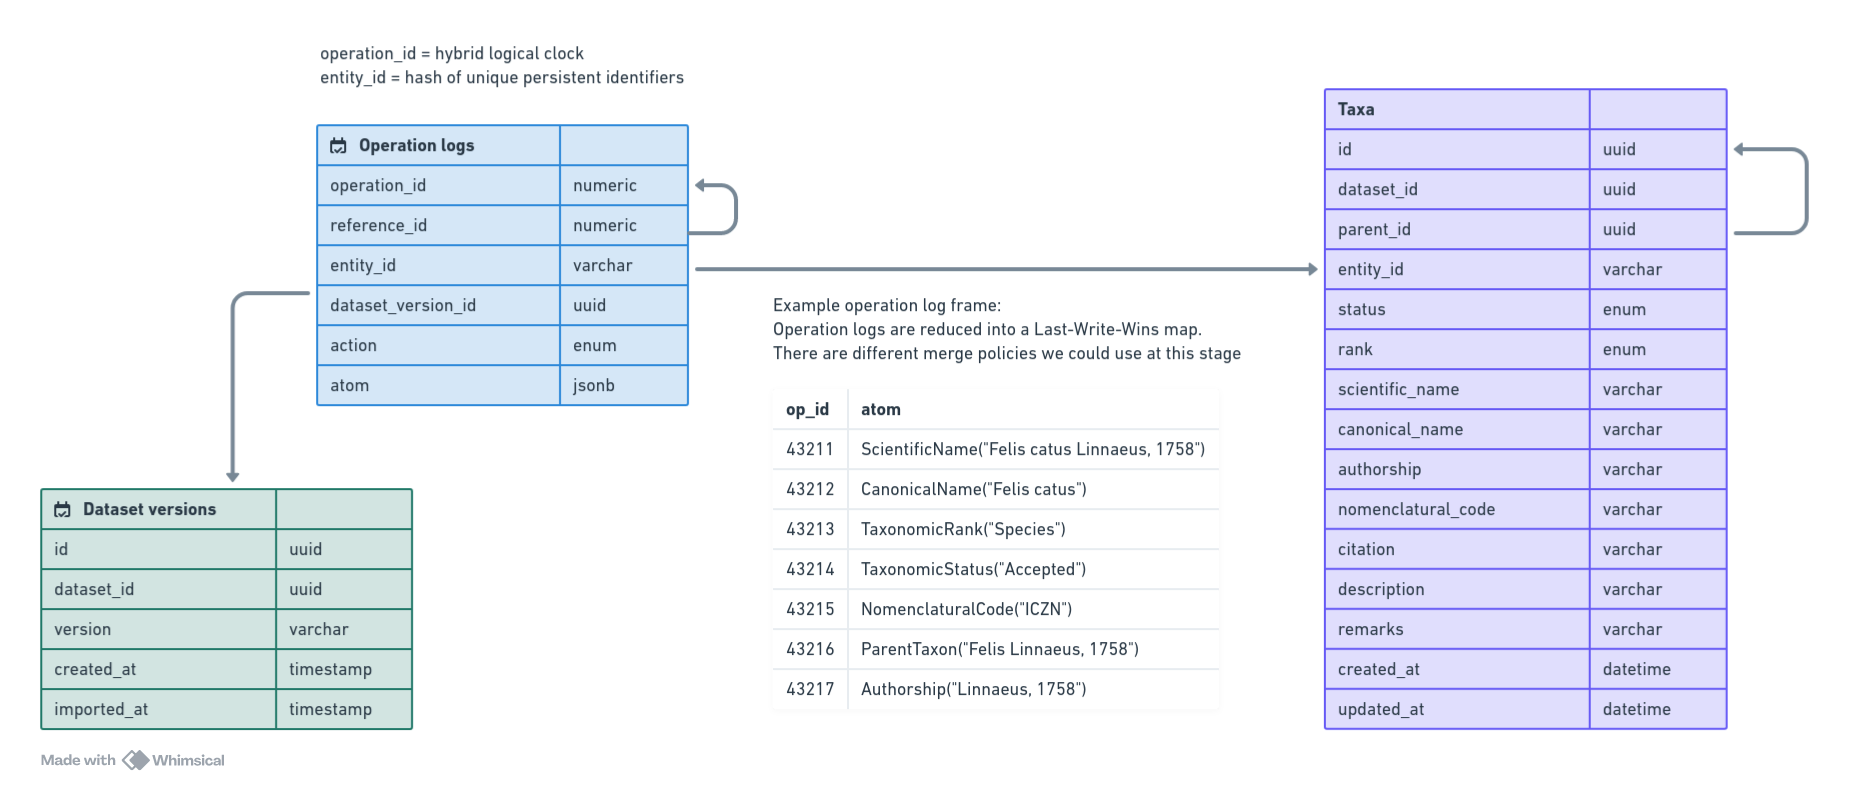 operation_id = hybrid logical clock
entity_id = hash of unique persistent identifiers
Operation logs
operation_id numeric
reference_id numeric
entity_id varchar
dataset_version_id uuid
action enum
atom jsonb
Dataset versions
id uuid
dataset_id uuid
version varchar
created_at timestamp
imported_at timestamp
Example operation log frame:
Operation logs are reduced into a Last-Write-Wins map.
There are different merge policies we could use at this stage
op_id atom
43211 ScientificName("Felis catus Linnaeus, 1758")
43212 CanonicalName("Felis catus")
43213 TaxonomicRank("Species")
43214 TaxonomicStatus("Accepted")
43215 NomenclaturalCode("ICZN")
43216 ParentTaxon("Felis Linnaeus, 1758")
43217 Authorship("Linnaeus, 1758")
Taxa
id uuid
dataset_id uuid
parent_id uuid
entity_id varchar
status enum
rank enum
scientific_name varchar
canonical_name varchar
authorship varchar
nomenclatural_code varchar
citation varchar
description varchar
remarks varchar
created_at datetime
updated_at datetime
Made with Whimsical